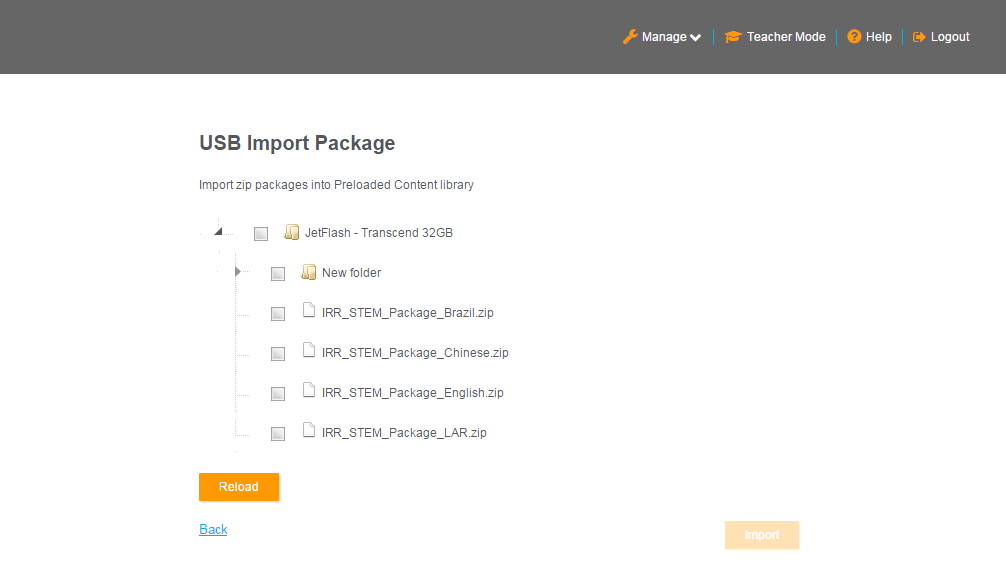 Manage Teacher Mode Help Logout
USB Import Package
Import zip packages into Preloaded Content library
JetFlash - Transcend 32GB
New folder
IRR_STEM_Package_Brazil.zip
IRR_STEM_Package_Chinese.zip
IRR_STEM_Package_English.zip
IRR_STEM_Package_LAR.zip
Reload
Back
Import